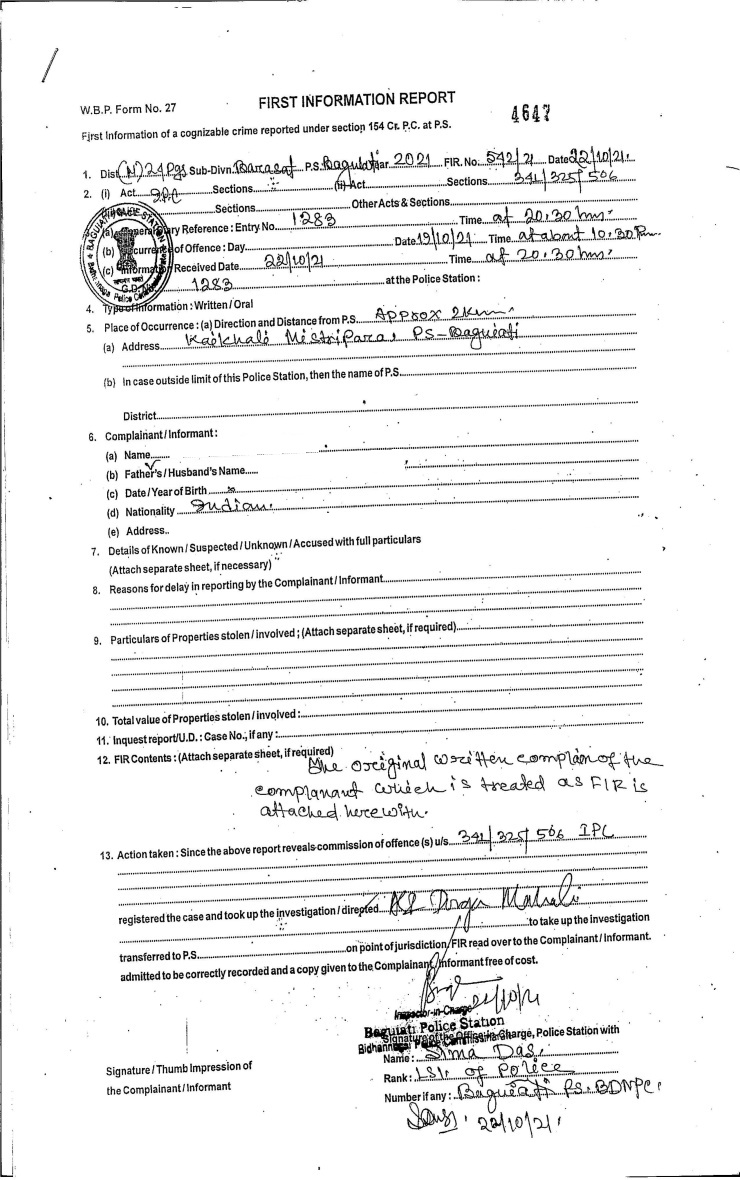 W.B.P. Form No. 27
FIRST INFORMATION REPORT
4647
First Information of a cognizable crime reported under section 154 Cr. P.C. at P.S.
1. Dist (N) 24 Pgs Sub-Divn. Barasat P.S. Baguiati Year 2021 FIR. No. 542/21 Date 22/10/21.
2. (i) Act IPC Sections (ii) Act Sections 341/325/506
Sections Other Acts & Sections
(a) General Diary Reference : Entry No. 1283 Time at 20:30 hrs.
(b) Occurrence of Offence : Day Date 19/10/21 Time at about 10:30 Pm.
(c) Information Received Date 22/10/21 Time at 20:30 hrs.
G.D. No. 1283 at the Police Station :
4. Type of Information : Written / Oral
5. Place of Occurrence : (a) Direction and Distance from P.S. Approx 2km.
(a) Address Kaikhali Mistripara, PS-Baguiati
(b) In case outside limit of this Police Station, then the name of P.S.
District
6. Complainant / Informant :
(a) Name
(b) Father's / Husband's Name
(c) Date / Year of Birth
(d) Nationality Indian.
(e) Address..
7. Details of Known / Suspected / Unknown / Accused with full particulars
(Attach separate sheet, if necessary)
8. Reasons for delay in reporting by the Complainant / Informant
9. Particulars of Properties stolen / involved ; (Attach separate sheet, if required)
10. Total value of Properties stolen / involved :
11. Inquest report/U.D. : Case No., if any :
12. FIR Contents : (Attach separate sheet, if required) The original written complain of the
complanant which is treated as FIR is
attached herewith.
13. Action taken : Since the above report reveals commission of offence (s) u/s. 341/325/506 IPC
registered the case and took up the investigation / directed
to take up the investigation
transferred to P.S. on point of jurisdiction, FIR read over to the Complainant / Informant.
admitted to be correctly recorded and a copy given to the Complainant / Informant free of cost.
22/10/21
Inspector-in-Charge
Baguiati Police Station
Signature of the Officer-in-Charge, Police Station with
Name : Sima Das,
Rank : of Police
Number if any : Baguiati PS. BDNPC.
22/10/21.
Signature / Thumb Impression of
the Complainant / Informant